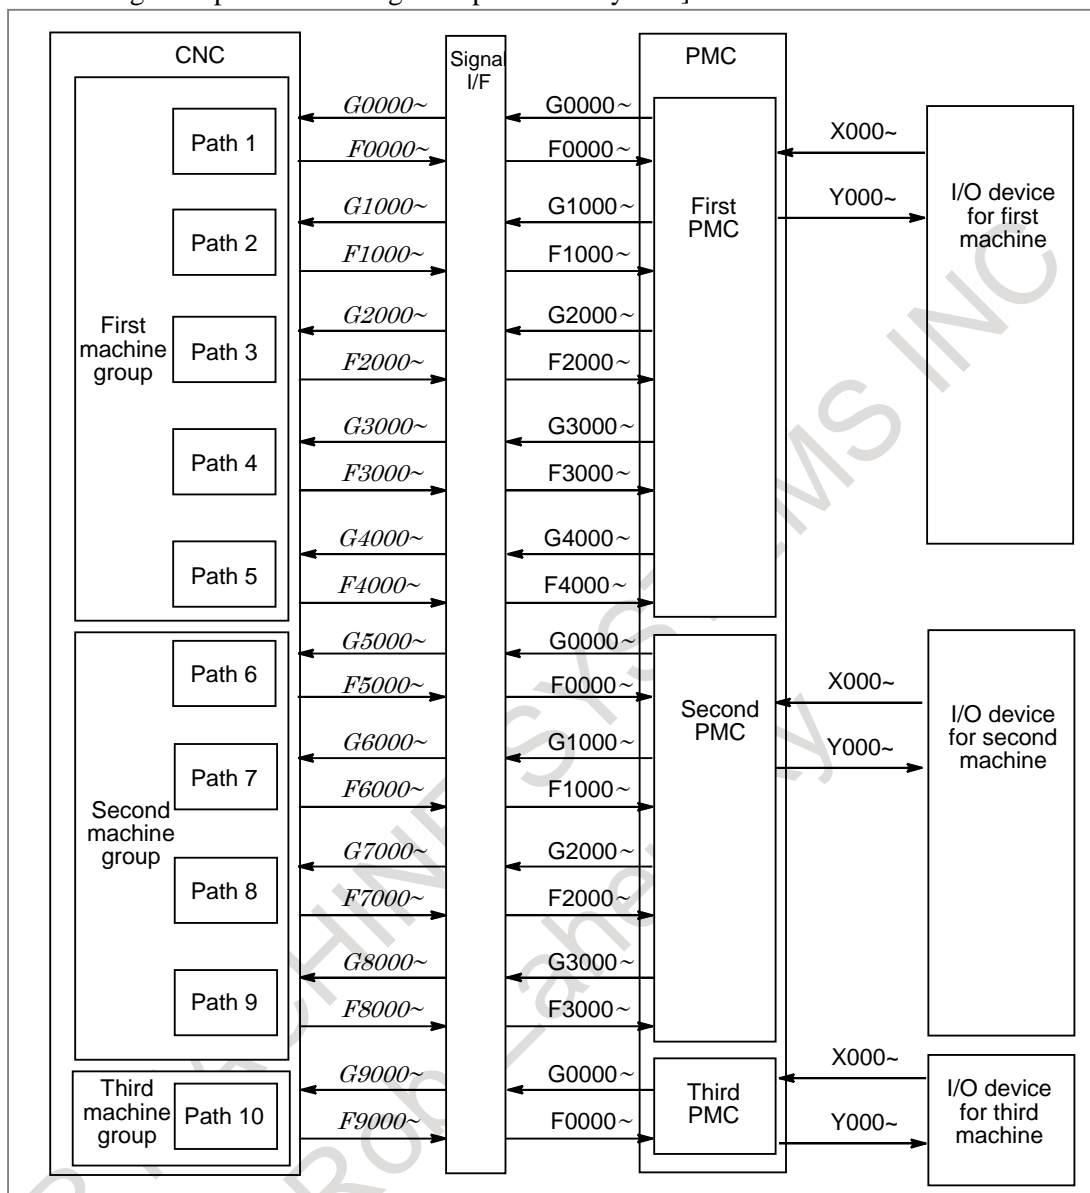 CNC
Signal
I/F
PMC
First
machine
group
Path 1
Path 2
Path 3
Path 4
Path 5
G0000~
F0000~
G1000~
F1000~
G2000~
F2000~
G3000~
F3000~
G4000~
F4000~
G0000~
F0000~
G1000~
F1000~
G2000~
F2000~
G3000~
F3000~
G4000~
F4000~
First
PMC
X000~
Y000~
I/O device
for first
machine
Second
machine
group
Path 6
Path 7
Path 8
Path 9
G5000~
F5000~
G6000~
F6000~
G7000~
F7000~
G8000~
F8000~
G0000~
F0000~
G1000~
F1000~
G2000~
F2000~
G3000~
F3000~
Second
PMC
X000~
Y000~
I/O device
for second
machine
Third
machine
group
Path 10
G9000~
F9000~
G0000~
F0000~
Third
PMC
X000~
Y000~
I/O device
for third
machine